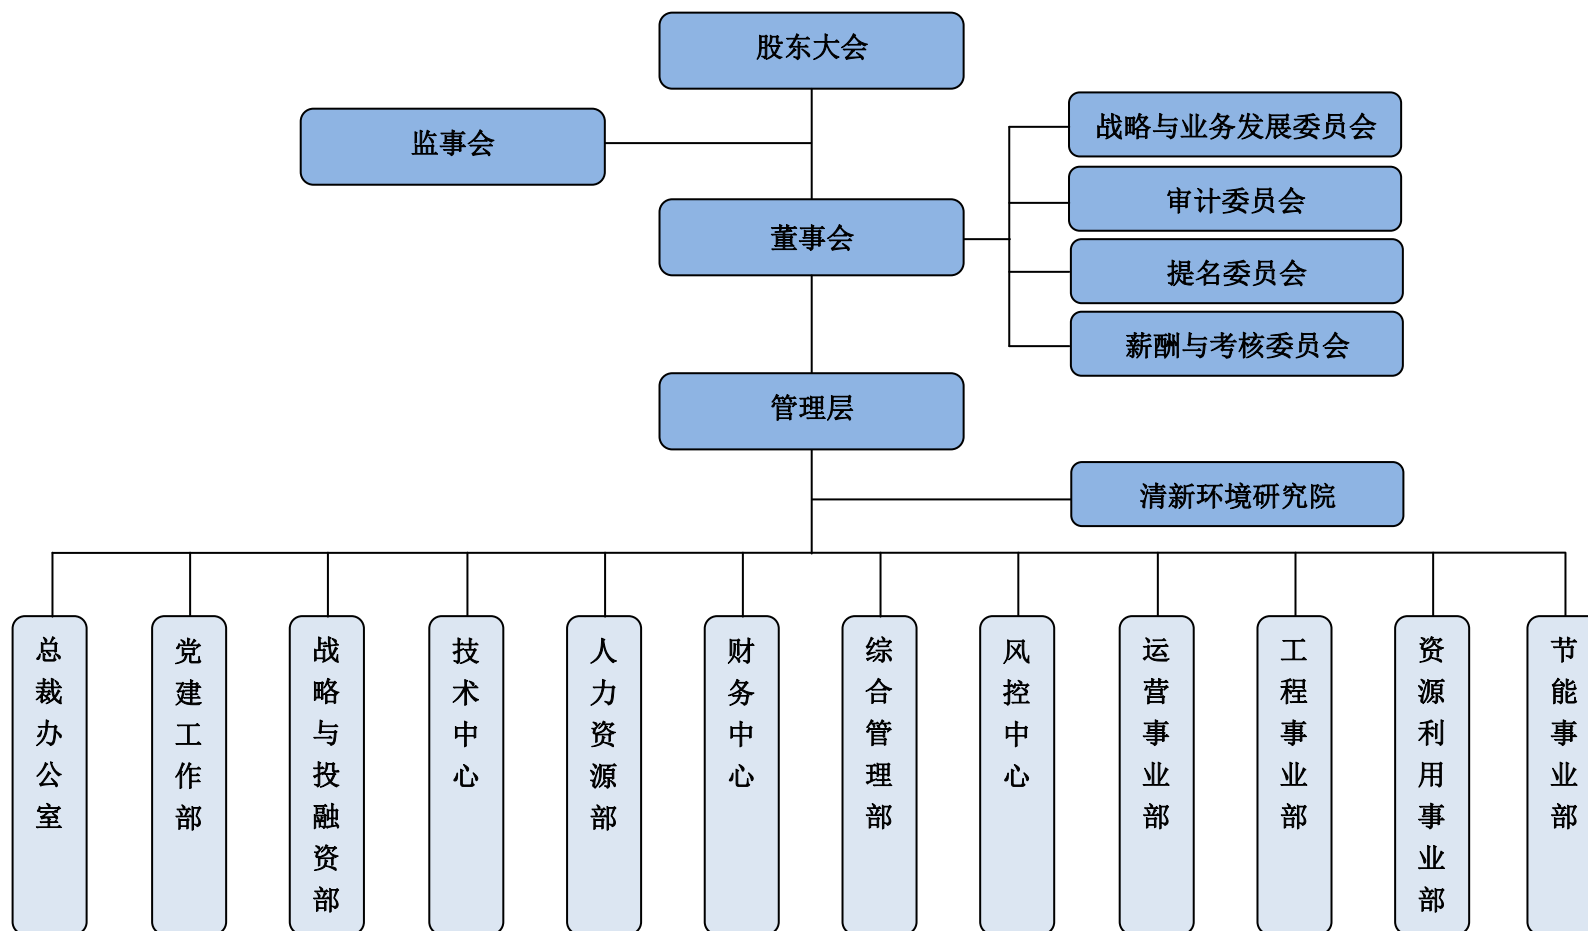 股东大会
监事会
战略与业务发展委员会
审计委员会
董事会
提名委员会
薪酬与考核委员会
管理层
清新环境研究院
总裁办公室
党建工作部
战略与投融资部
技术中心
人力资源部
财务中心
综合管理部
风控中心
运营事业部
工程事业部
资源利用事业部
节能事业部